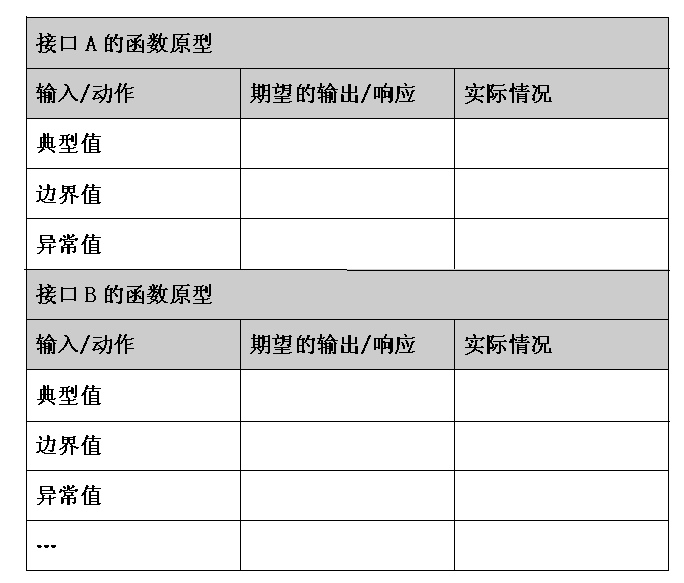 接口 A 的函数原型
输入/动作 期望的输出/响应 实际情况
典型值
边界值
异常值
接口 B 的函数原型
输入/动作 期望的输出/响应 实际情况
典型值
边界值
异常值
…